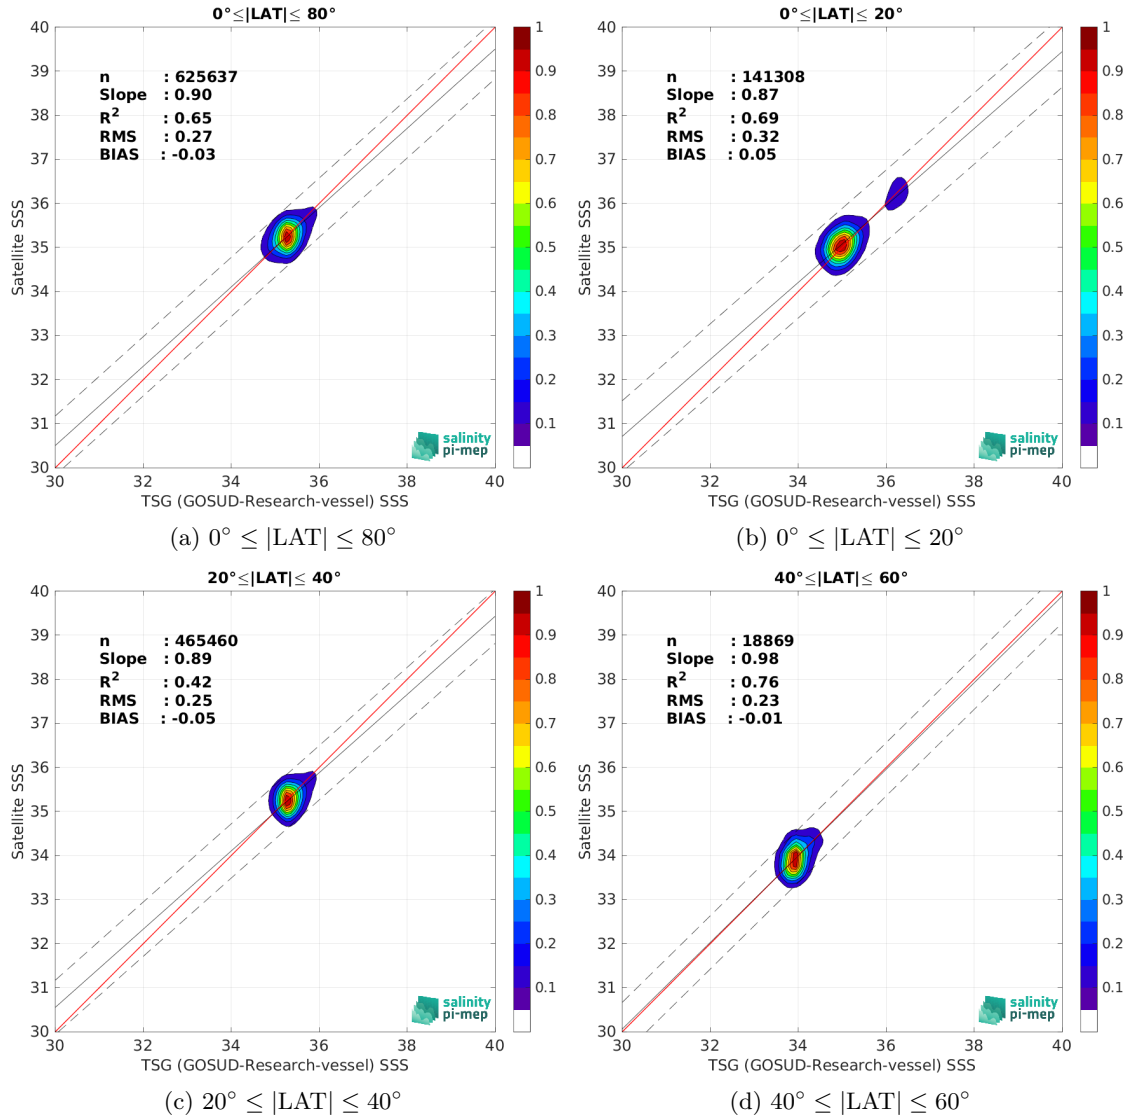 0°≤|LAT|≤ 80°
40
39
38
37
36
35
34
33
32
31
30
Satellite SSS
n : 625637
Slope : 0.90
R² : 0.65
RMS : 0.27
BIAS : -0.03
salinity
pi-mep
30 32 34 36 38 40
TSG (GOSUD-Research-vessel) SSS
1
0.9
0.8
0.7
0.6
0.5
0.4
0.3
0.2
0.1
(a) 0° ≤ |LAT| ≤ 80°
0°≤|LAT|≤ 20°
40
39
38
37
36
35
34
33
32
31
30
Satellite SSS
n : 141308
Slope : 0.87
R² : 0.69
RMS : 0.32
BIAS : 0.05
salinity
pi-mep
30 32 34 36 38 40
TSG (GOSUD-Research-vessel) SSS
1
0.9
0.8
0.7
0.6
0.5
0.4
0.3
0.2
0.1
(b) 0° ≤ |LAT| ≤ 20°
20°≤|LAT|≤ 40°
40
39
38
37
36
35
34
33
32
31
30
Satellite SSS
n : 465460
Slope : 0.89
R² : 0.42
RMS : 0.25
BIAS : -0.05
salinity
pi-mep
30 32 34 36 38 40
TSG (GOSUD-Research-vessel) SSS
1
0.9
0.8
0.7
0.6
0.5
0.4
0.3
0.2
0.1
(c) 20° ≤ |LAT| ≤ 40°
40°≤|LAT|≤ 60°
40
39
38
37
36
35
34
33
32
31
30
Satellite SSS
n : 18869
Slope : 0.98
R² : 0.76
RMS : 0.23
BIAS : -0.01
salinity
pi-mep
30 32 34 36 38 40
TSG (GOSUD-Research-vessel) SSS
1
0.9
0.8
0.7
0.6
0.5
0.4
0.3
0.2
0.1
(d) 40° ≤ |LAT| ≤ 60°